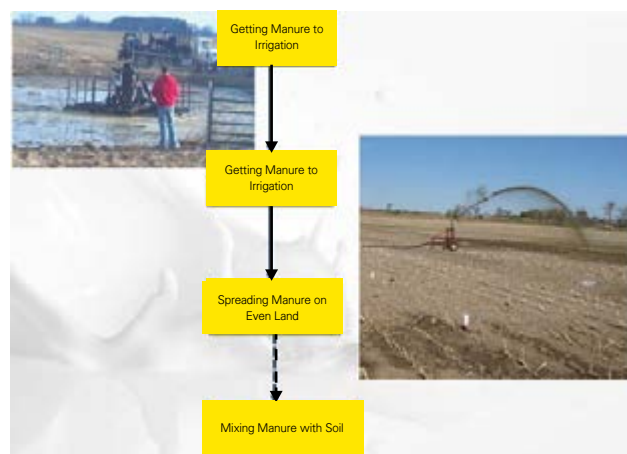 Getting Manure to
Irrigation
Getting Manure to
Irrigation
Spreading Manure on
Even Land
Mixing Manure with Soil